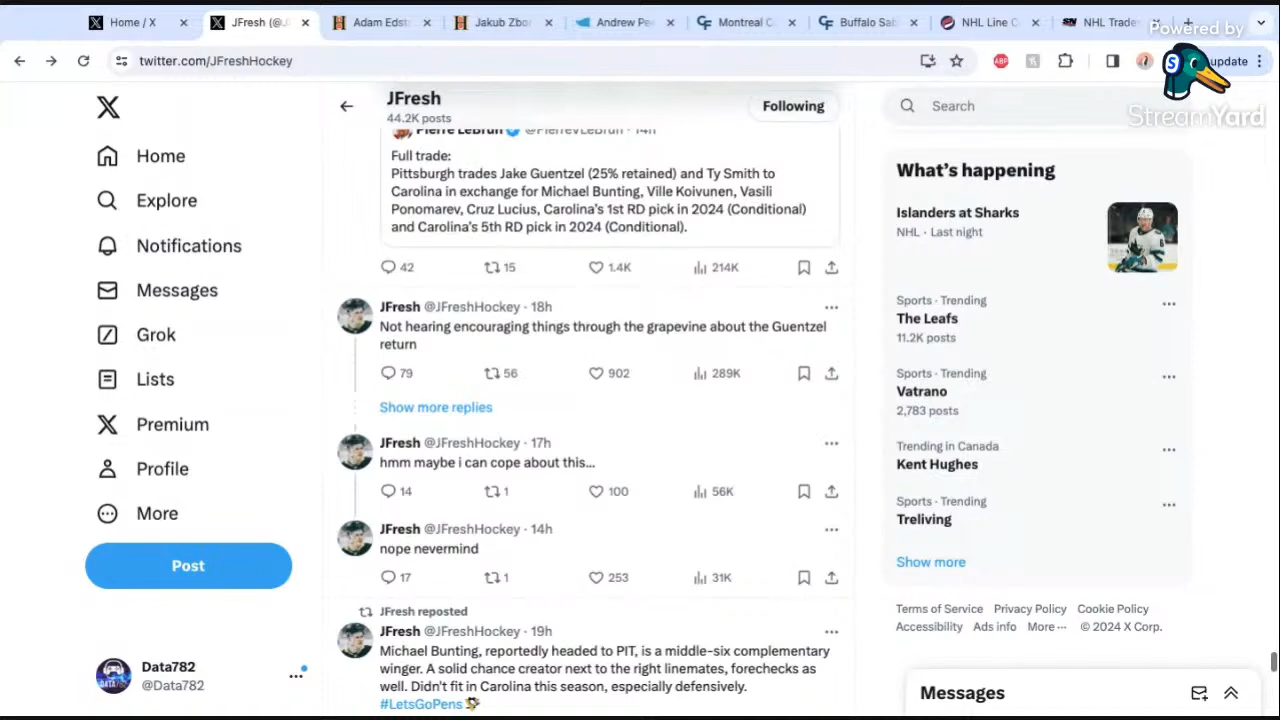 Home / X
JFresh (@J
Adam Edst
Jakub Zbor
Andrew Pe
Montreal C
Buffalo Sab
NHL Line C
NHL Trade
Powered by
twitter.com/JFreshHockey
ABP
update
StreamYard
JFresh
44.2K posts
Following
Search
Home
Explore
Notifications
Messages
Grok
Lists
Premium
Profile
More
Post
Data782
@Data782
Pierre LeBrun @PierreVLeBrun · 14h
Full trade:
Pittsburgh trades Jake Guentzel (25% retained) and Ty Smith to
Carolina in exchange for Michael Bunting, Ville Koivunen, Vasili
Ponomarev, Cruz Lucius, Carolina's 1st RD pick in 2024 (Conditional)
and Carolina's 5th RD pick in 2024 (Conditional).
42 15 1.4K 214K
JFresh @JFreshHockey · 18h
Not hearing encouraging things through the grapevine about the Guentzel
return
79 56 902 289K
Show more replies
JFresh @JFreshHockey · 17h
hmm maybe i can cope about this...
14 1 100 56K
JFresh @JFreshHockey · 14h
nope nevermind
17 1 253 31K
JFresh reposted
JFresh @JFreshHockey · 19h
Michael Bunting, reportedly headed to PIT, is a middle-six complementary
winger. A solid chance creator next to the right linemates, forechecks as
well. Didn't fit in Carolina this season, especially defensively.
#LetsGoPens
What's happening
Islanders at Sharks
NHL · Last night
Sports · Trending
The Leafs
11.2K posts
Sports · Trending
Vatrano
2,783 posts
Trending in Canada
Kent Hughes
Sports · Trending
Treliving
Show more
Terms of Service Privacy Policy Cookie Policy
Accessibility Ads info More ··· © 2024 X Corp.
Messages